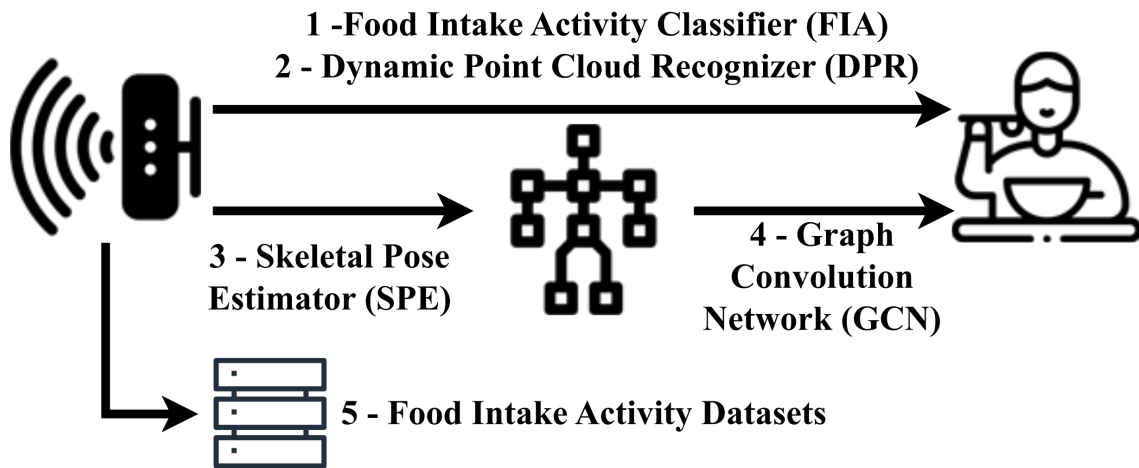 1 -Food Intake Activity Classifier (FIA)
2 - Dynamic Point Cloud Recognizer (DPR)
3 - Skeletal Pose
Estimator (SPE)
4 - Graph
Convolution
Network (GCN)
5 - Food Intake Activity Datasets